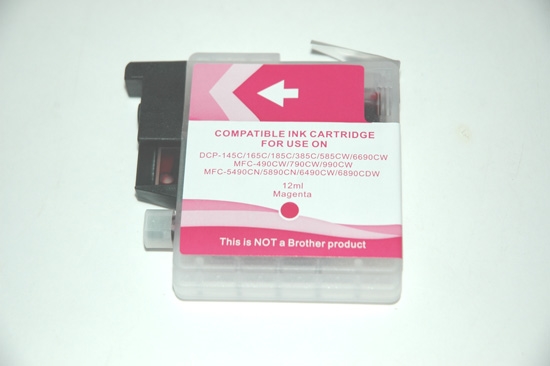 COMPATIBLE INK CARTRIDGE
FOR USE ON
DCP-145C/165C/185C/385C/585CW/6690CW
MFC-490CW/790CW/990CW
MFC-5490CN/5890CN/6490CW/6890CDW
12ml
Magenta
This is NOT a Brother product